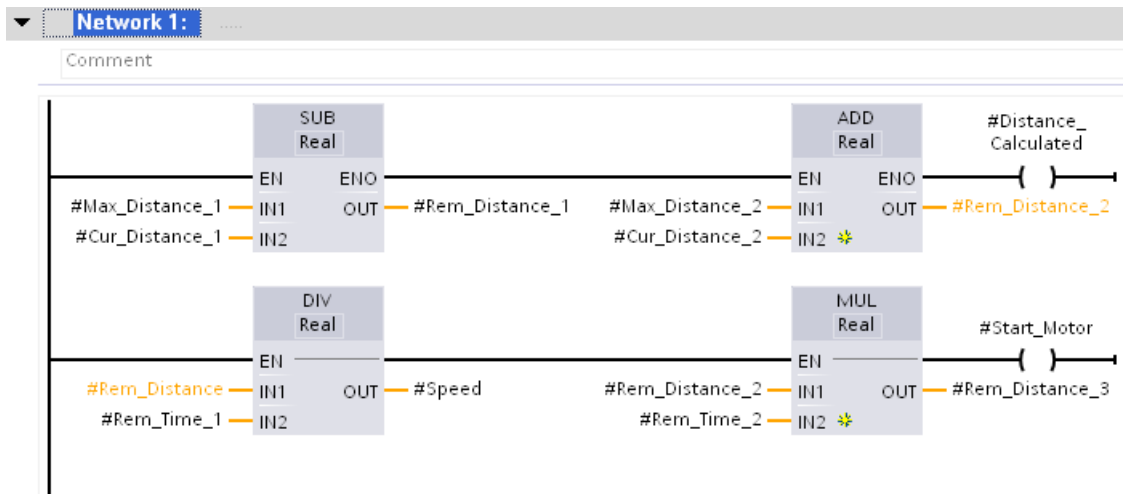 Network 1: .....
Comment
SUB
Real
EN ENO
#Max_Distance_1 IN1 OUT #Rem_Distance_1
#Cur_Distance_1 IN2
ADD
Real
#Distance_
Calculated
EN ENO
#Max_Distance_2 IN1 OUT #Rem_Distance_2
#Cur_Distance_2 IN2
DIV
Real
EN
#Rem_Distance IN1 OUT #Speed
#Rem_Time_1 IN2
MUL
Real
#Start_Motor
EN
#Rem_Distance_2 IN1 OUT #Rem_Distance_3
#Rem_Time_2 IN2